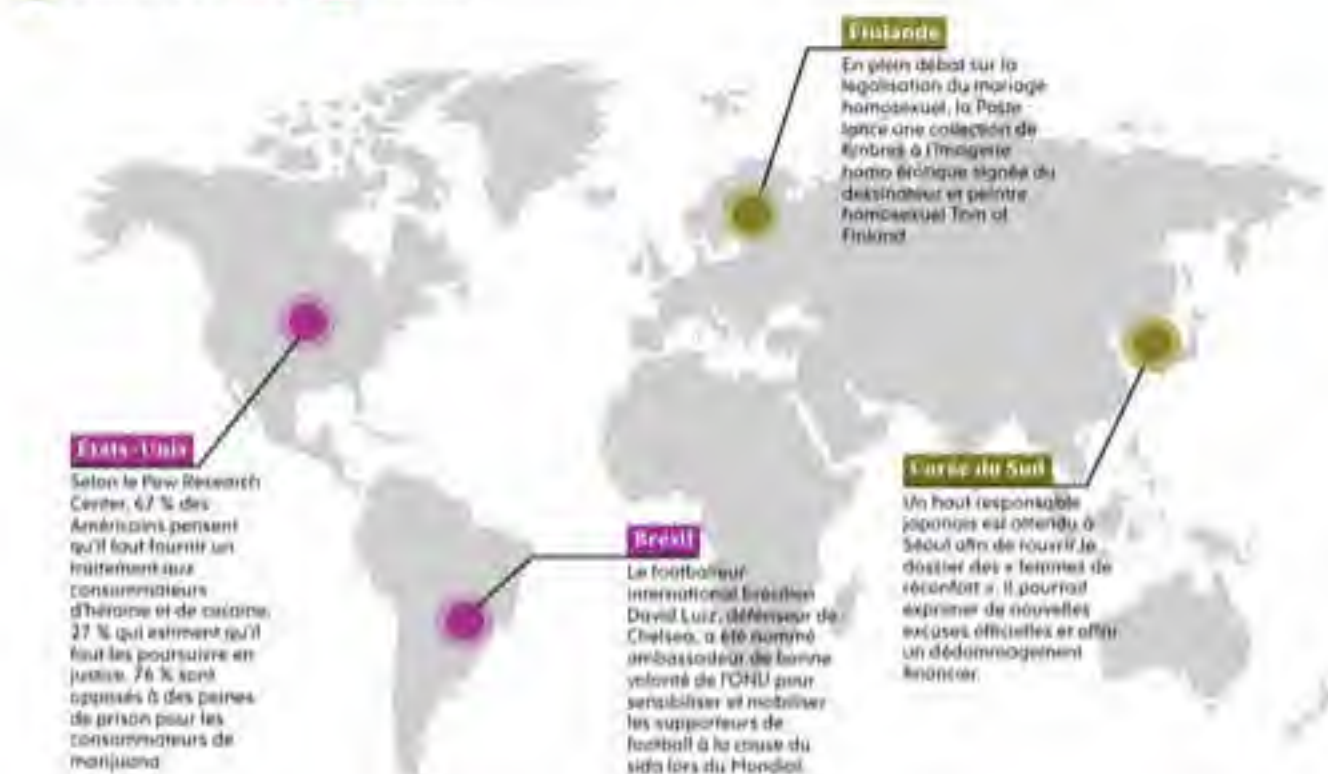 Finlande
En plein débat sur la
légalisation du mariage
homosexuel, la Poste
lance une collection de
timbres à l'imagerie
homo érotique signée du
dessinateur et peintre
homosexuel Tom of
Finland
États-Unis
Selon le Pew Research
Center, 67 % des
Américains pensent
qu'il faut fournir un
traitement aux
consommateurs
d'héroïne et de cocaïne,
27 % qui estiment qu'il
faut les poursuivre en
justice. 76 % sont
opposés à des peines
de prison pour les
consommateurs de
marijuana
Brésil
Le footballeur
international brésilien
David Luiz, défenseur de
Chelsea, a été nommé
ambassadeur de bonne
volonté de l'ONU pour
sensibiliser et mobiliser
les supporteurs de
football à la cause du
sida lors du Mondial.
Corée du Sud
Un haut responsable
japonais est attendu à
Séoul afin de rouvrir le
dossier des « femmes de
réconfort ». Il pourrait
exprimer de nouvelles
excuses officielles et offrir
un dédommagement
financier.